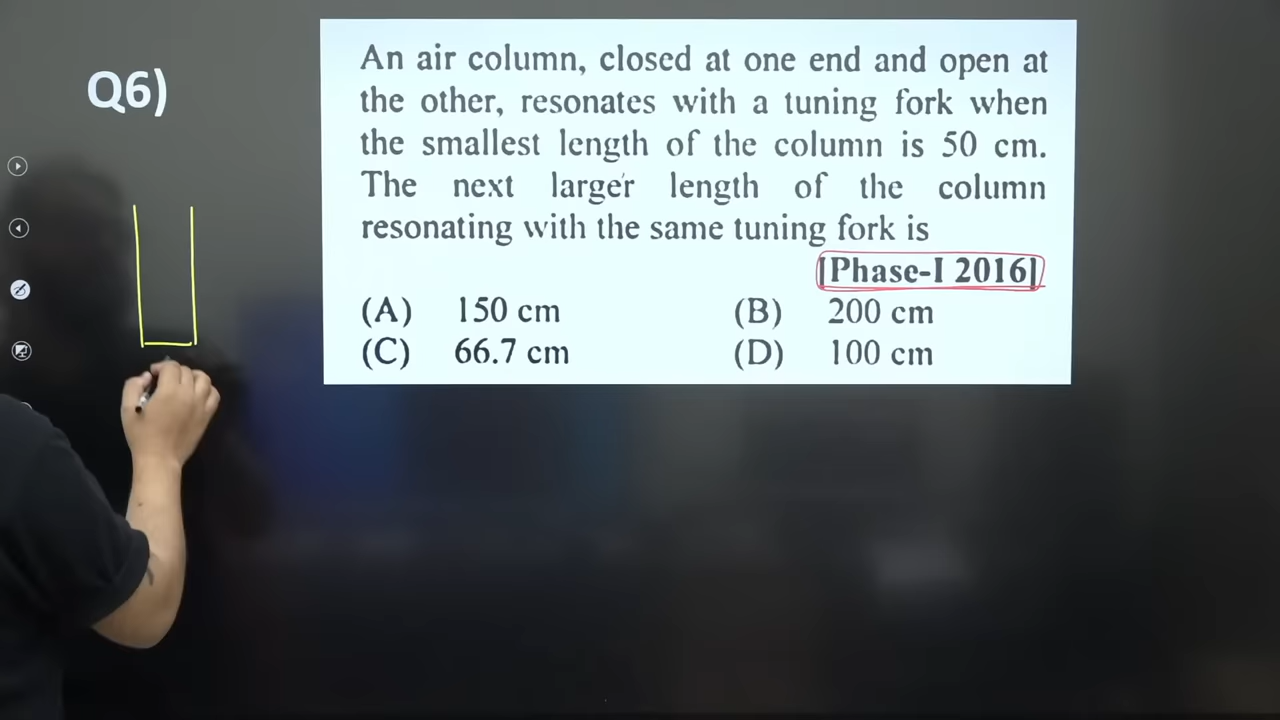 Q6)
An air column, closed at one end and open at
the other, resonates with a tuning fork when
the smallest length of the column is 50 cm.
The next larger length of the column
resonating with the same tuning fork is
[Phase-I 2016]
(A) 150 cm (B) 200 cm
(C) 66.7 cm (D) 100 cm